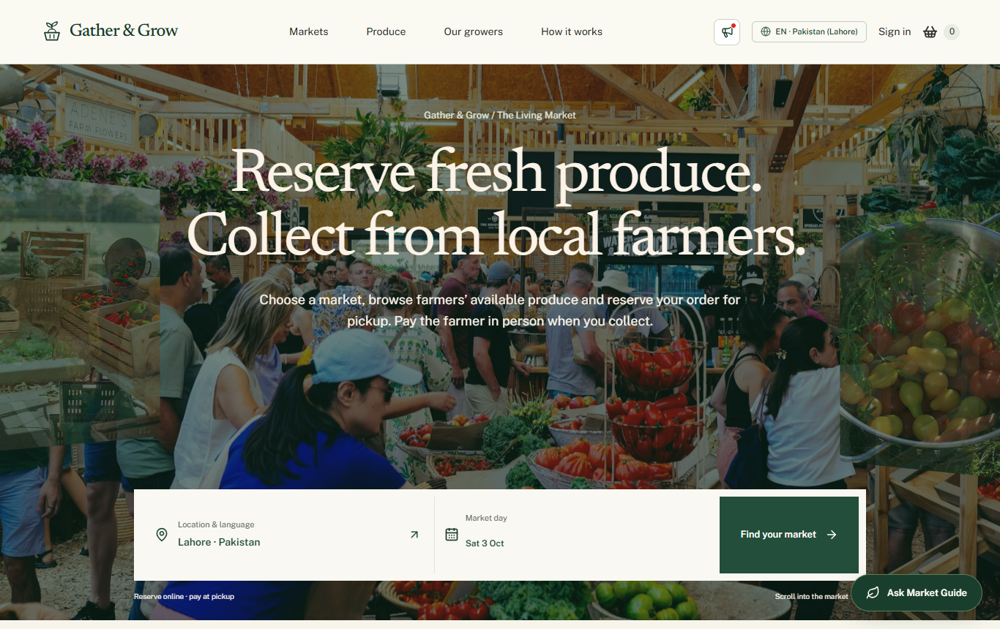 Gather & Grow
Markets
Produce
Our growers
How it works
EN · Pakistan (Lahore)
Sign in
0
ADENE'S
FARM FLOWERS
Gather & Grow / The Living Market
Reserve fresh produce.
Collect from local farmers.
Choose a market, browse farmers’ available produce and reserve your order for
pickup. Pay the farmer in person when you collect.
Location & language
Lahore · Pakistan
Market day
Sat 3 Oct
Find your market
Reserve online · pay at pickup
Scroll into the market
Ask Market Guide